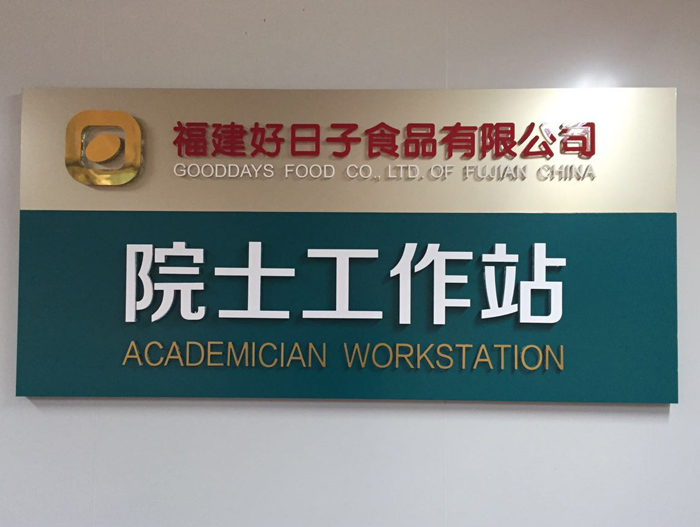 福建好日子食品有限公司
GOODDAYS FOOD CO., LTD. OF FUJIAN CHINA
院士工作站
ACADEMICIAN WORKSTATION